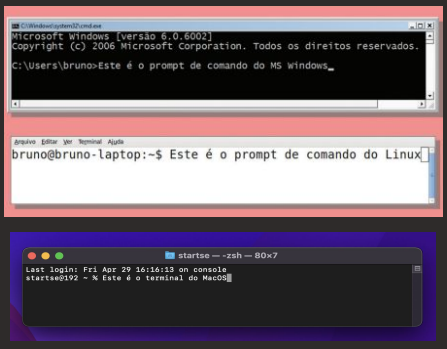 C:\Windows\system32\cmd.exe
Microsoft Windows [versão 6.0.6002]
Copyright (c) 2006 Microsoft Corporation. Todos os direitos reservados.
C:\Users\bruno>Este é o prompt de comando do MS Windows_
Arquivo Editar Ver Terminal Ajuda
bruno@bruno-laptop:~$ Este é o prompt de comando do Linux
startse — -zsh — 80×7
Last login: Fri Apr 29 16:16:13 on console
startse@192 ~ % Este é o terminal do MacOS